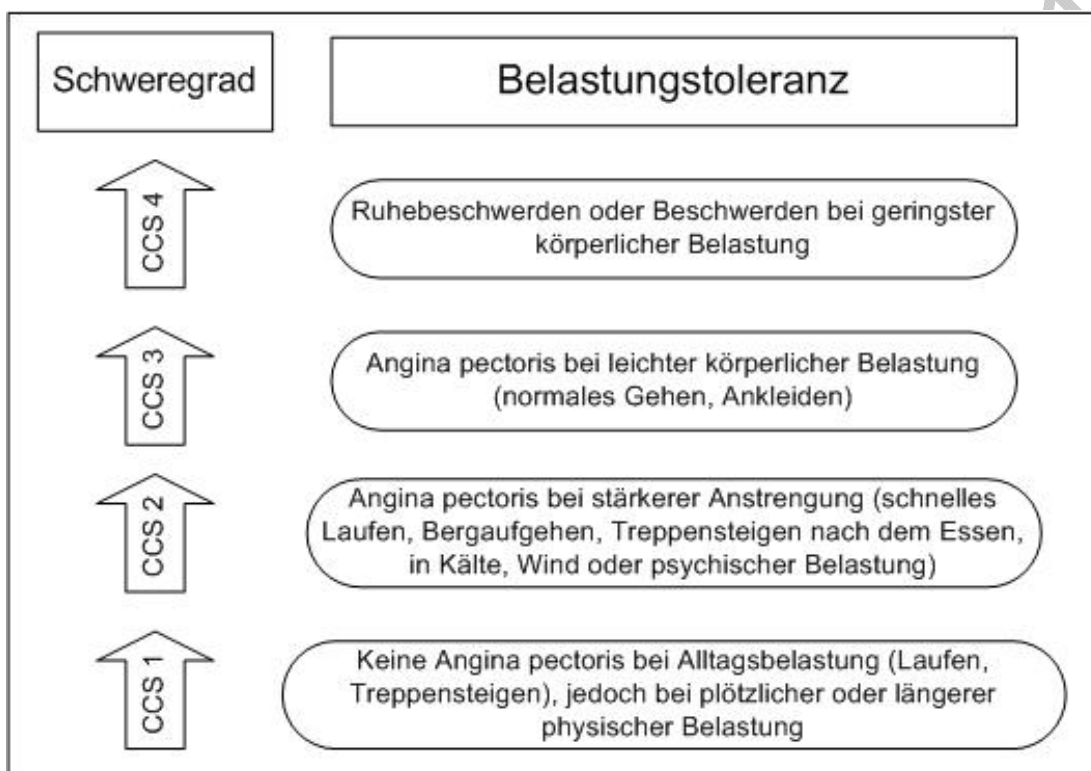 Schweregrad
Belastungstoleranz
CCS 4
Ruhebeschwerden oder Beschwerden bei geringster
körperlicher Belastung
CCS 3
Angina pectoris bei leichter körperlicher Belastung
(normales Gehen, Ankleiden)
CCS 2
Angina pectoris bei stärkerer Anstrengung (schnelles
Laufen, Bergaufgehen, Treppensteigen nach dem Essen,
in Kälte, Wind oder psychischer Belastung)
CCS 1
Keine Angina pectoris bei Alltagsbelastung (Laufen,
Treppensteigen), jedoch bei plötzlicher oder längerer
physischer Belastung